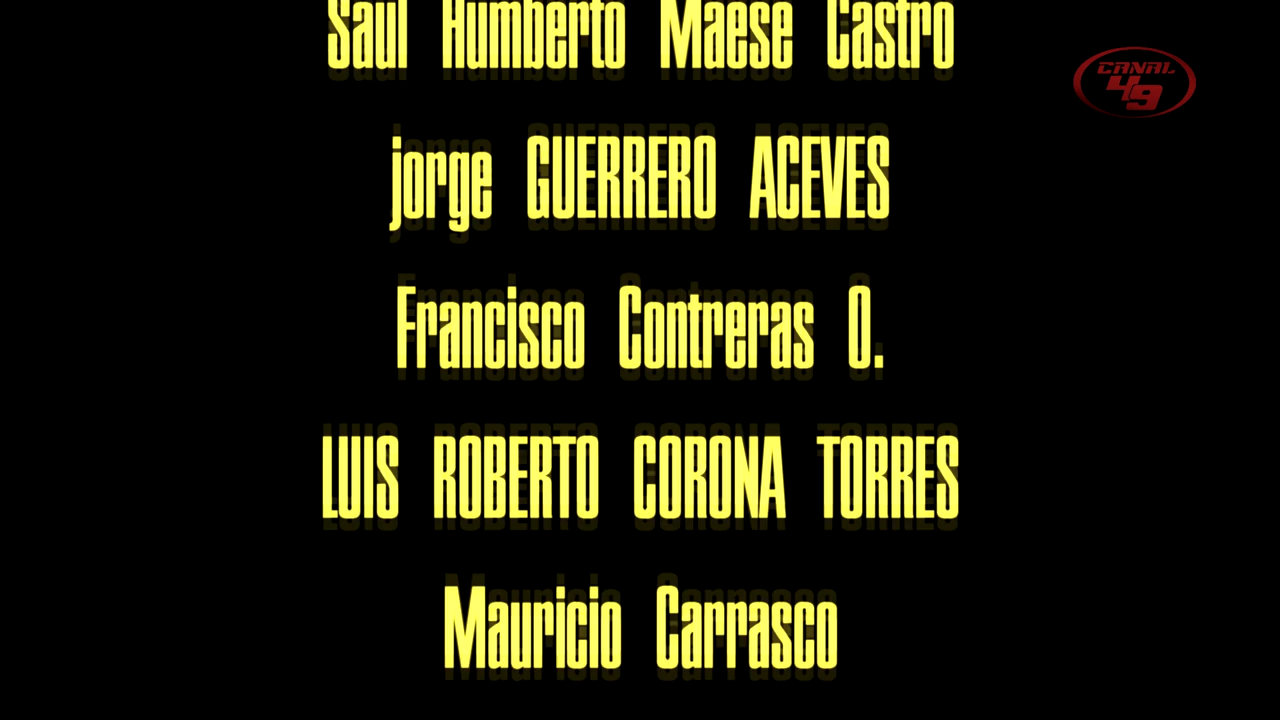 Saul Humberto Maese Castro
CANAL
49
jorge GUERRERO ACEVES
Francisco Contreras O.
LUIS ROBERTO CORONA TORRES
Mauricio Carrasco